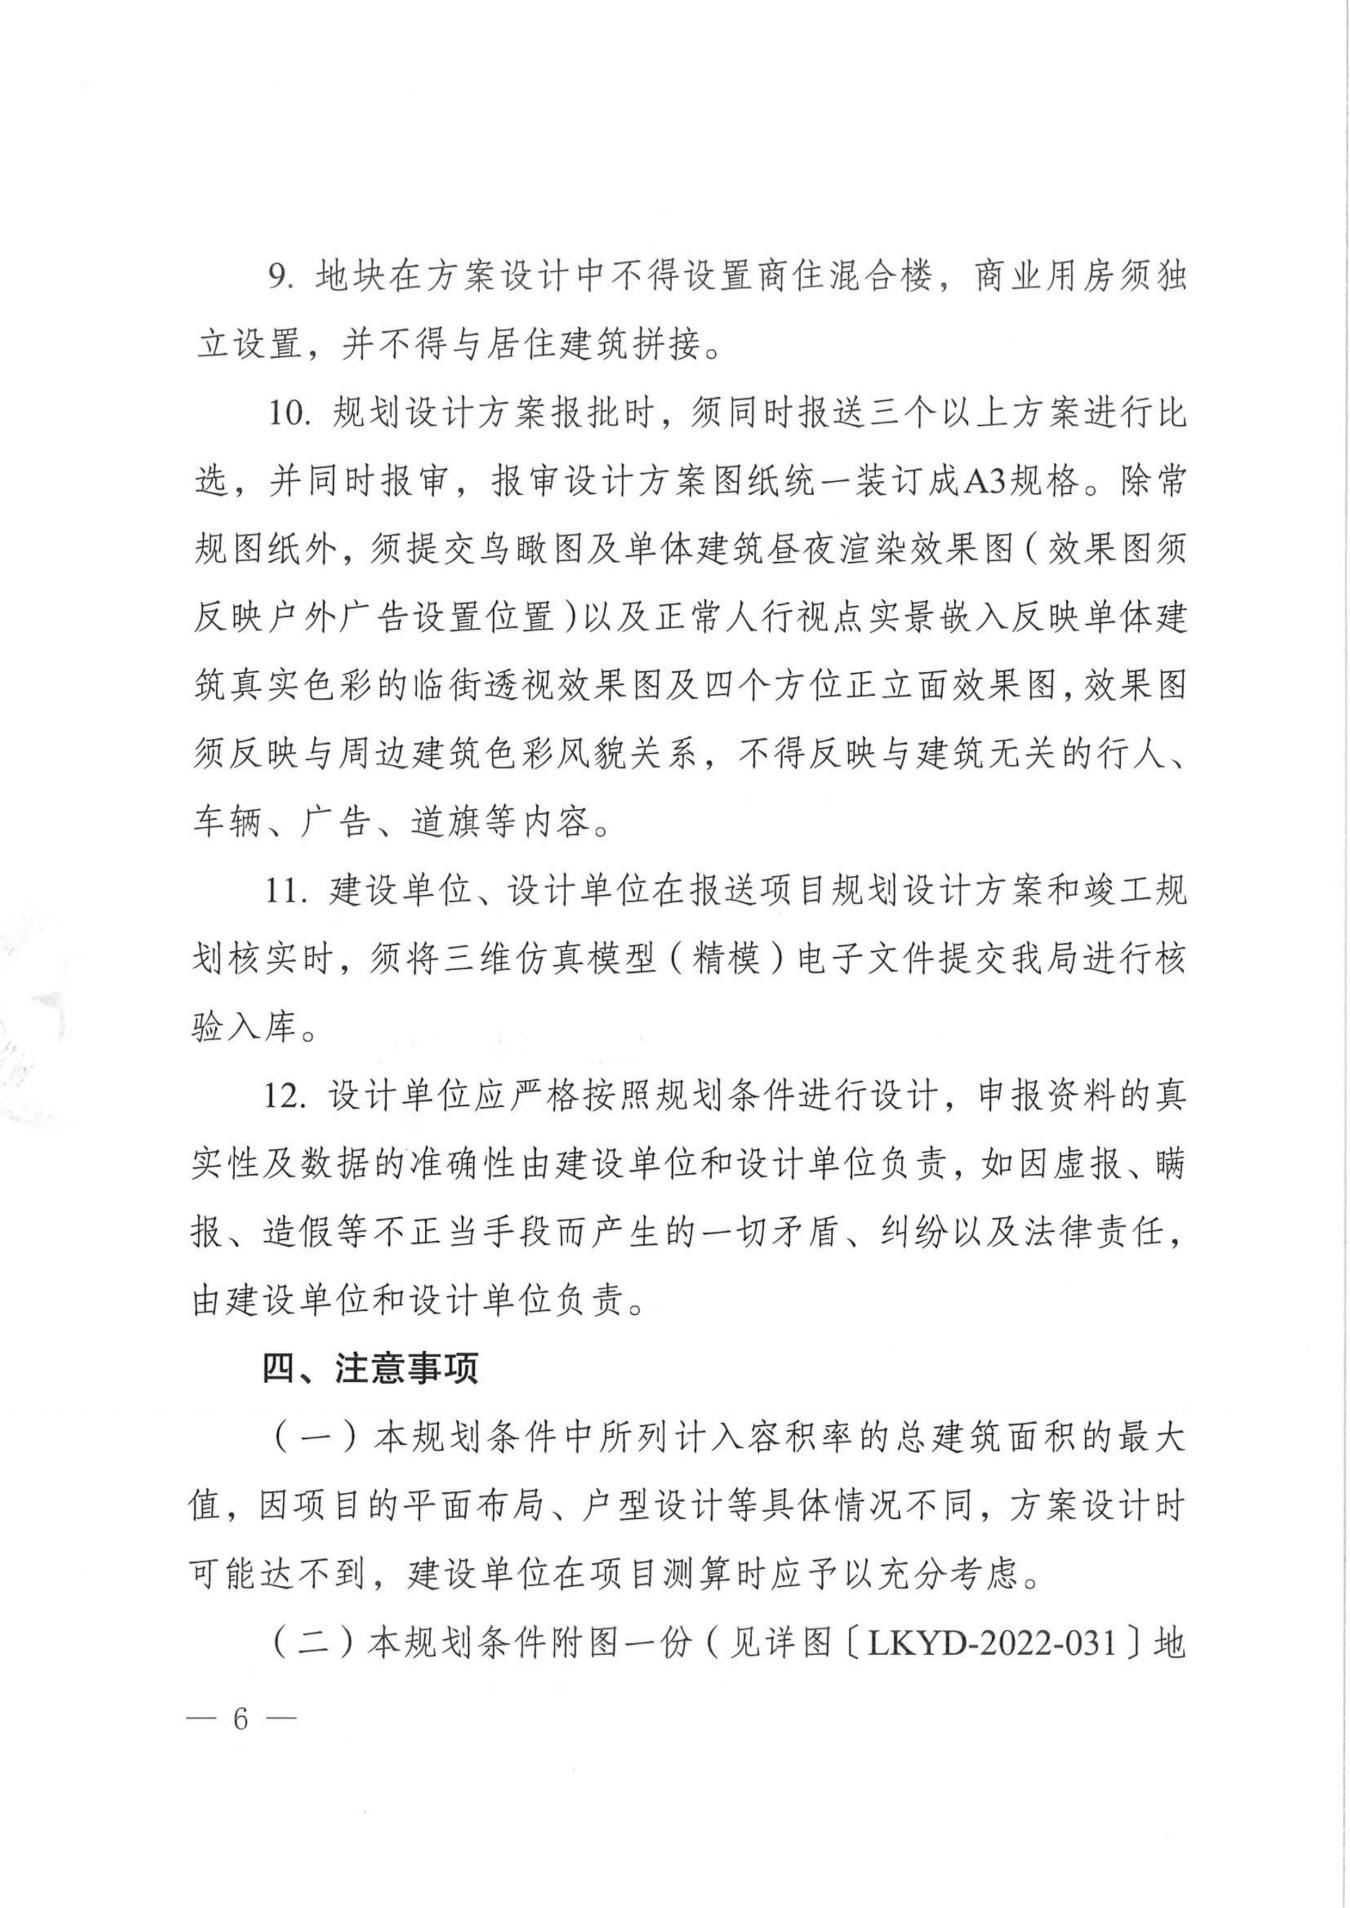 9. 地块在方案设计中不得设置商住混合楼，商业用房须独
立设置，并不得与居住建筑拼接。
10. 规划设计方案报批时，须同时报送三个以上方案进行比
选，并同时报审，报审设计方案图纸统一装订成A3规格。除常
规图纸外，须提交鸟瞰图及单体建筑昼夜渲染效果图（效果图须
反映户外广告设置位置）以及正常人行视点实景嵌入反映单体建
筑真实色彩的临街透视效果图及四个方位正立面效果图，效果图
须反映与周边建筑色彩风貌关系，不得反映与建筑无关的行人、
车辆、广告、道旗等内容。
11. 建设单位、设计单位在报送项目规划设计方案和竣工规
划核实时，须将三维仿真模型（精模）电子文件提交我局进行核
验入库。
12. 设计单位应严格按照规划条件进行设计，申报资料的真
实性及数据的准确性由建设单位和设计单位负责，如因虚报、瞒
报、造假等不正当手段而产生的一切矛盾、纠纷以及法律责任，
由建设单位和设计单位负责。
四、注意事项
（一）本规划条件中所列计入容积率的总建筑面积的最大
值，因项目的平面布局、户型设计等具体情况不同，方案设计时
可能达不到，建设单位在项目测算时应予以充分考虑。
（二）本规划条件附图一份（见详图〔LKYD-2022-031〕地
— 6 —